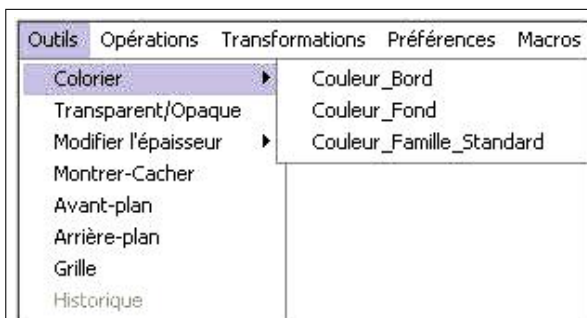 Outils Opérations Transformations Préférences Macros
Colorier
Transparent/Opaque
Modifier l'épaisseur
Montrer-Cacher
Avant-plan
Arrière-plan
Grille
Historique
Couleur_Bord
Couleur_Fond
Couleur_Famille_Standard